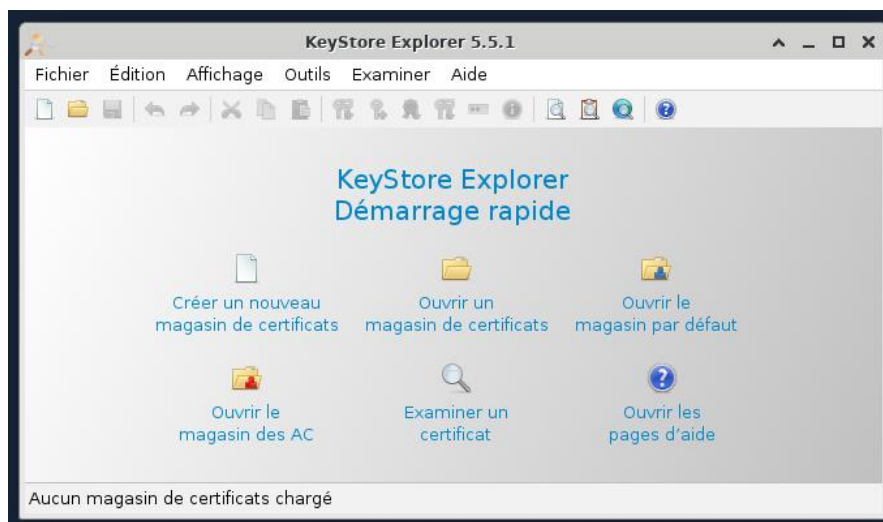 KeyStore Explorer 5.5.1
Fichier Édition Affichage Outils Examiner Aide
KeyStore Explorer
Démarrage rapide
Créer un nouveau
magasin de certificats
Ouvrir un
magasin de certificats
Ouvrir le
magasin par défaut
Ouvrir le
magasin des AC
Examiner un
certificat
Ouvrir les
pages d'aide
Aucun magasin de certificats chargé